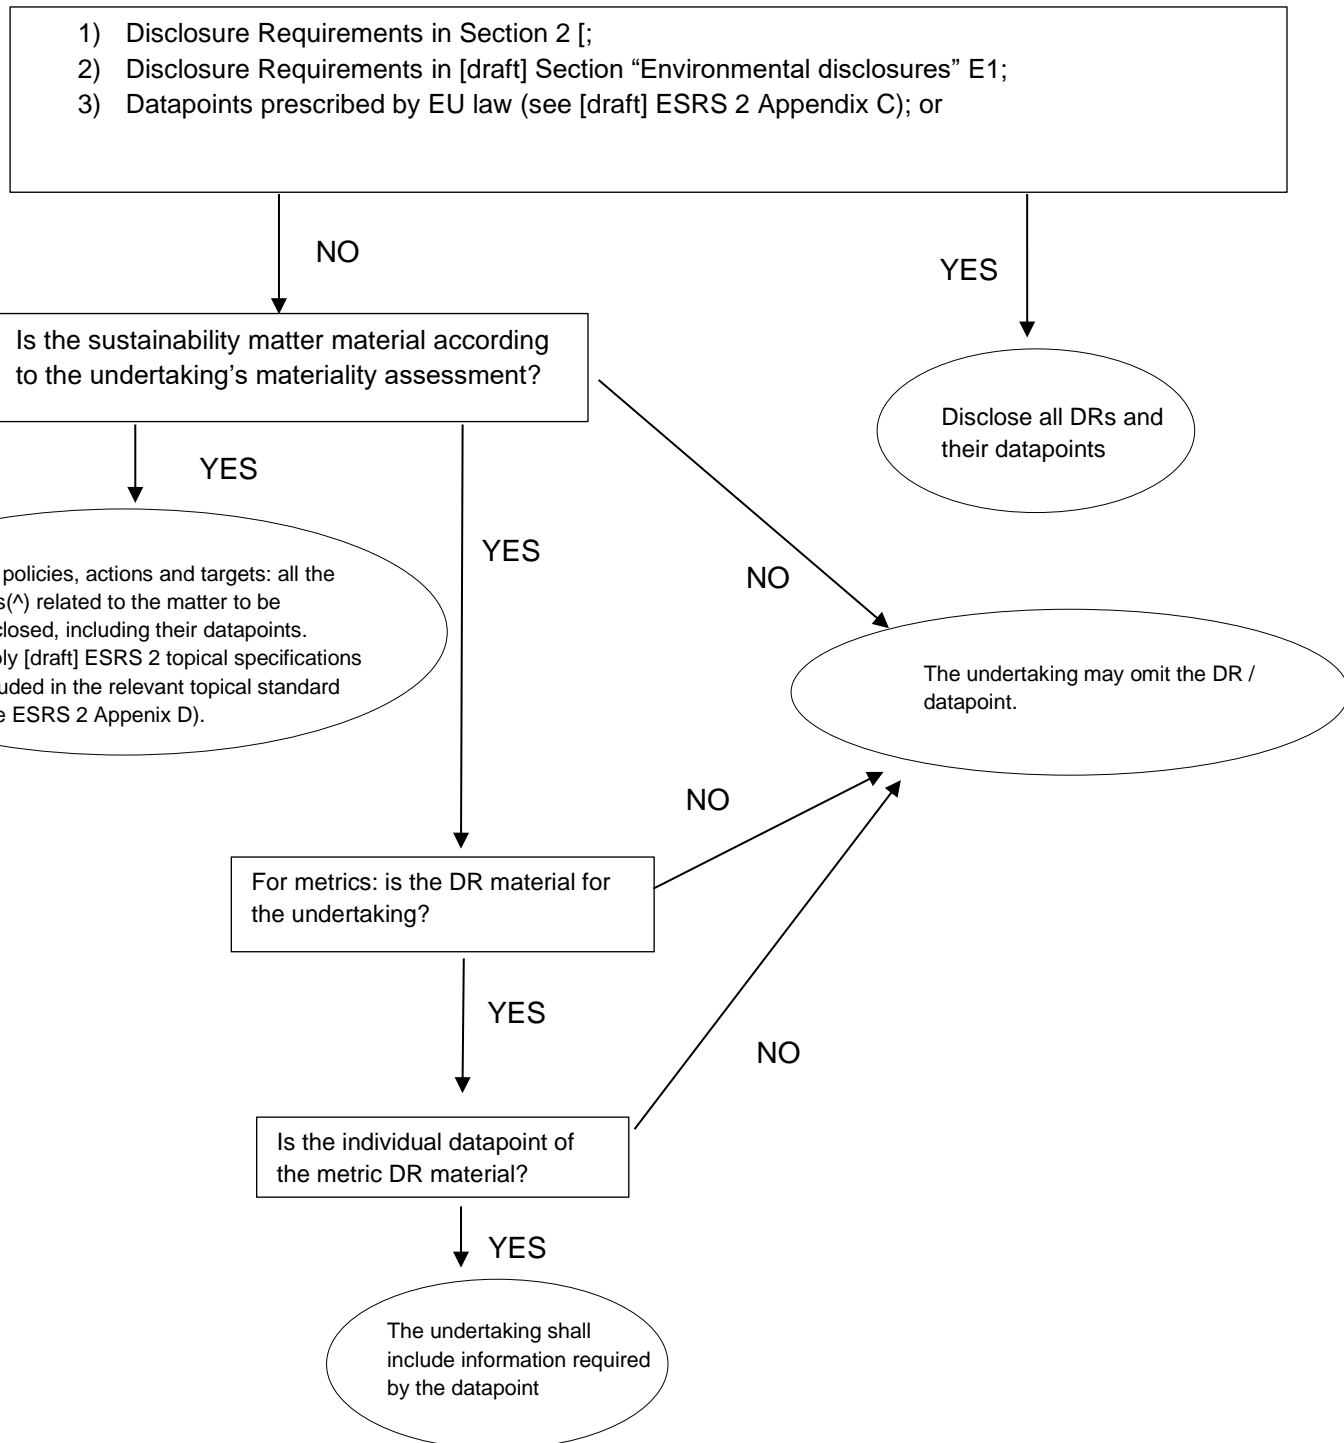 1) Disclosure Requirements in Section 2 [;
2) Disclosure Requirements in [draft] Section “Environmental disclosures” E1;
3) Datapoints prescribed by EU law (see [draft] ESRS 2 Appendix C); or
NO
YES
Is the sustainability matter material according
to the undertaking’s materiality assessment?
Disclose all DRs and
their datapoints
YES
YES
NO
policies, actions and targets: all the
s(^) related to the matter to be
closed, including their datapoints.
ly [draft] ESRS 2 topical specifications
uded in the relevant topical standard
e ESRS 2 Appenix D).
The undertaking may omit the DR /
datapoint.
NO
For metrics: is the DR material for
the undertaking?
YES
NO
Is the individual datapoint of
the metric DR material?
YES
The undertaking shall
include information required
by the datapoint